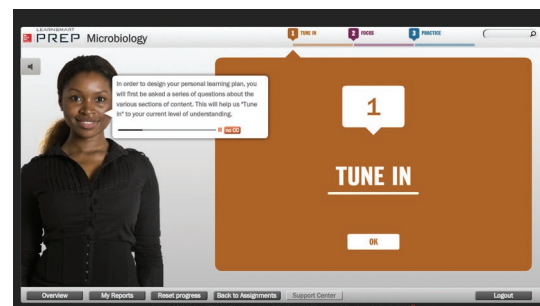 LEARNSMART
PREP Microbiology
1 TUNE IN
2 FOCUS
3 PRACTICE
In order to design your personal learning plan, you
will first be asked a series of questions about the
various sections of content. This will help us "Tune
In" to your current level of understanding.
no CC
1
TUNE IN
OK
Overview
My Reports
Reset progress
Back to Assignments
Support Center
Logout